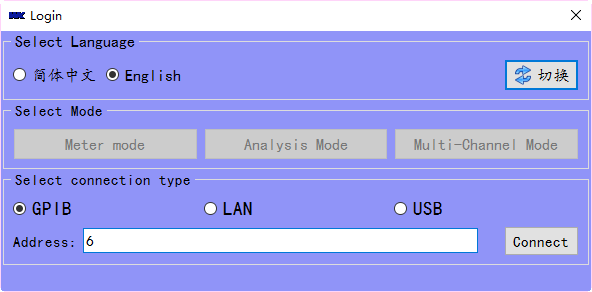 Login
Select Language
简体中文
English
切换
Select Mode
Meter mode
Analysis Mode
Multi-Channel Mode
Select connection type
GPIB
LAN
USB
Address: 6
Connect